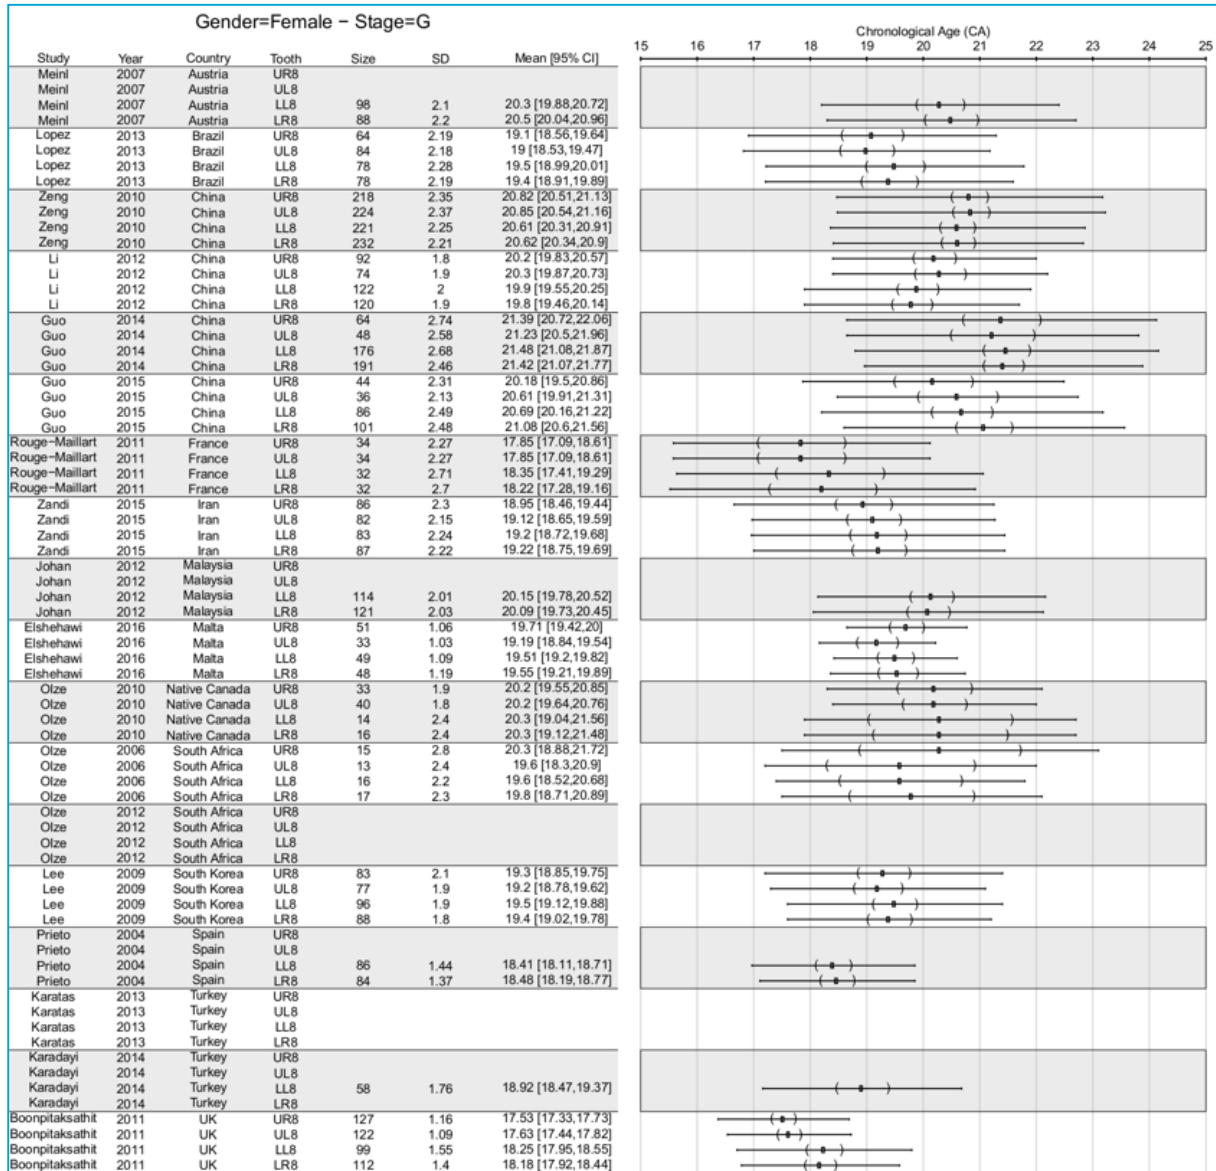 Gender=Female − Stage=G
Chronological Age (CA)
15 17 18 19 20 21 22 23 24 25
Study Year Country Tooth Size SD Mean [95% CI]
Meinl 2007 Austria UR8
Meinl 2007 Austria UL8
Meinl 2007 Austria LL8 98 2.1 20.3 [19.88,20.72]
Meinl 2007 Austria LR8 88 2.2 20.5 [20.04,20.96]
Lopez 2013 Brazil UR8 64 2.19 19.1 [18.56,19.64]
Lopez 2013 Brazil UL8 84 2.18 19 [18.53,19.47]
Lopez 2013 Brazil LL8 78 2.28 19.5 [18.99,20.01]
Lopez 2013 Brazil LR8 78 2.19 19.4 [18.91,19.89]
Zeng 2010 China UR8 218 2.35 20.82 [20.51,21.13]
Zeng 2010 China UL8 224 2.37 20.85 [20.54,21.16]
Zeng 2010 China LL8 221 2.25 20.61 [20.31,20.91]
Zeng 2010 China LR8 232 2.21 20.62 [20.34,20.9]
Li 2012 China UR8 92 1.8 20.2 [19.83,20.57]
Li 2012 China UL8 74 1.9 20.3 [19.87,20.73]
Li 2012 China LL8 122 2 19.9 [19.55,20.25]
Li 2012 China LR8 120 1.9 19.8 [19.46,20.14]
Guo 2014 China UR8 64 2.74 21.39 [20.72,22.06]
Guo 2014 China UL8 48 2.58 21.23 [20.5,21.96]
Guo 2014 China LL8 176 2.68 21.48 [21.08,21.87]
Guo 2014 China LR8 191 2.46 21.42 [21.07,21.77]
Guo 2015 China UR8 44 2.31 20.18 [19.5,20.86]
Guo 2015 China UL8 36 2.13 20.61 [19.91,21.31]
Guo 2015 China LL8 86 2.49 20.69 [20.16,21.22]
Guo 2015 China LR8 101 2.48 21.08 [20.6,21.56]
Rouge−Maillart 2011 France UR8 34 2.27 17.85 [17.09,18.61]
Rouge−Maillart 2011 France UL8 34 2.27 17.85 [17.09,18.61]
Rouge−Maillart 2011 France LL8 32 2.71 18.35 [17.41,19.29]
Rouge−Maillart 2011 France LR8 32 2.7 18.22 [17.28,19.16]
Zandi 2015 Iran UR8 86 2.3 18.95 [18.46,19.44]
Zandi 2015 Iran UL8 82 2.15 19.12 [18.65,19.59]
Zandi 2015 Iran LL8 83 2.24 19.2 [18.72,19.68]
Zandi 2015 Iran LR8 87 2.22 19.22 [18.75,19.69]
Johan 2012 Malaysia UR8
Johan 2012 Malaysia UL8
Johan 2012 Malaysia LL8 114 2.01 20.15 [19.78,20.52]
Johan 2012 Malaysia LR8 121 2.03 20.09 [19.73,20.45]
Elshehawi 2016 Malta UR8 51 1.06 19.71 [19.42,20]
Elshehawi 2016 Malta UL8 33 1.03 19.19 [18.84,19.54]
Elshehawi 2016 Malta LL8 49 1.09 19.51 [19.2,19.82]
Elshehawi 2016 Malta LR8 48 1.19 19.55 [19.21,19.89]
Olze 2010 Native Canada UR8 33 1.9 20.2 [19.55,20.85]
Olze 2010 Native Canada UL8 40 1.8 20.2 [19.64,20.76]
Olze 2010 Native Canada LL8 14 2.4 20.3 [19.04,21.56]
Olze 2010 Native Canada LR8 16 2.4 20.3 [19.12,21.48]
Olze 2006 South Africa UR8 15 2.8 20.3 [18.88,21.72]
Olze 2006 South Africa UL8 13 2.4 19.6 [18.3,20.9]
Olze 2006 South Africa LL8 16 2.2 19.6 [18.52,20.68]
Olze 2006 South Africa LR8 17 2.3 19.8 [18.71,20.89]
Olze 2012 South Africa UR8
Olze 2012 South Africa UL8
Olze 2012 South Africa LL8
Olze 2012 South Africa LR8
Lee 2009 South Korea UR8 83 2.1 19.3 [18.85,19.75]
Lee 2009 South Korea UL8 77 1.9 19.2 [18.78,19.62]
Lee 2009 South Korea LL8 96 1.9 19.5 [19.12,19.88]
Lee 2009 South Korea LR8 88 1.8 19.4 [19.02,19.78]
Prieto 2004 Spain UR8
Prieto 2004 Spain UL8
Prieto 2004 Spain LL8 86 1.44 18.41 [18.11,18.71]
Prieto 2004 Spain LR8 84 1.37 18.48 [18.19,18.77]
Karatas 2013 Turkey UR8
Karatas 2013 Turkey UL8
Karatas 2013 Turkey LL8
Karatas 2013 Turkey LR8
Karadayi 2014 Turkey UR8
Karadayi 2014 Turkey UL8
Karadayi 2014 Turkey LL8 58 1.76 18.92 [18.47,19.37]
Karadayi 2014 Turkey LR8
Boonpitaksathit 2011 UK UR8 127 1.16 17.53 [17.33,17.73]
Boonpitaksathit 2011 UK UL8 122 1.09 17.63 [17.44,17.82]
Boonpitaksathit 2011 UK LL8 99 1.55 18.25 [17.95,18.55]
Boonpitaksathit 2011 UK LR8 112 1.4 18.18 [17.92,18.44]